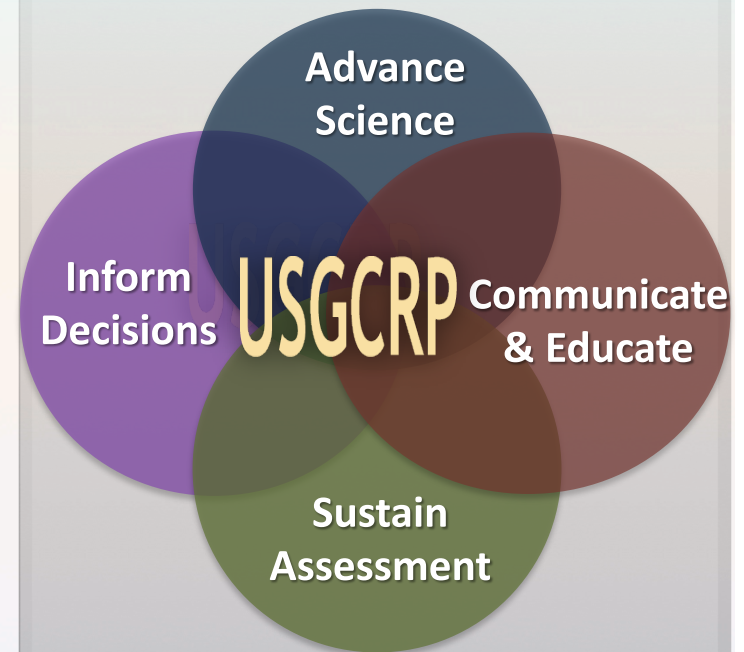 Advance
Science
Inform
Decisions
USGCRP
Communicate
& Educate
Sustain
Assessment